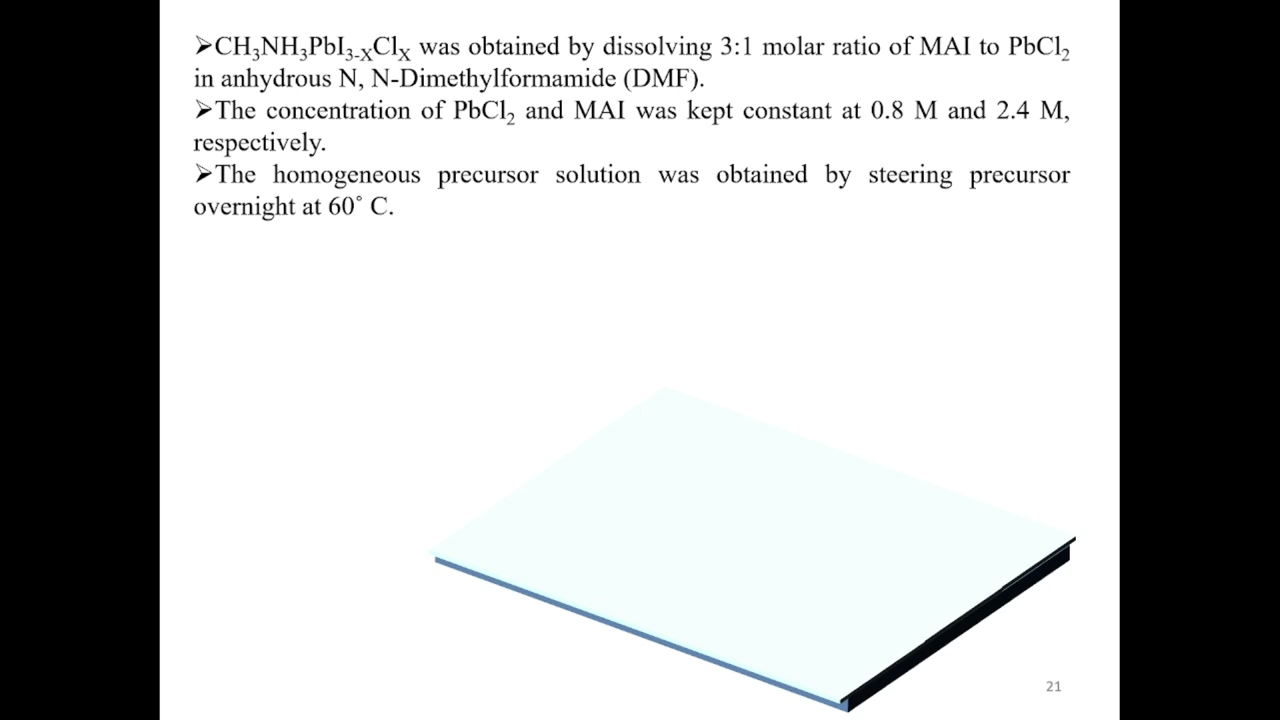 ➢CH₃NH₃PbI₃₋ₓClₓ was obtained by dissolving 3:1 molar ratio of MAI to PbCl₂
in anhydrous N, N-Dimethylformamide (DMF).
➢The concentration of PbCl₂ and MAI was kept constant at 0.8 M and 2.4 M,
respectively.
➢The homogeneous precursor solution was obtained by steering precursor
overnight at 60˚ C.
21